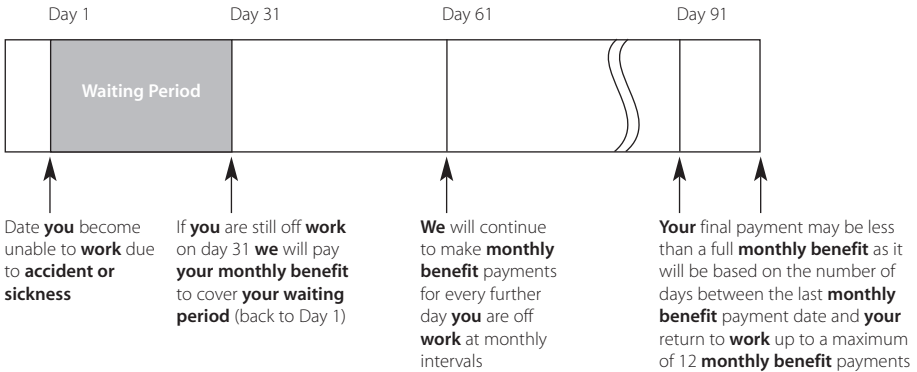 Day 1
Day 31
Day 61
Day 91
Waiting Period
Date you become
unable to work due
to accident or
sickness
If you are still off work
on day 31 we will pay
your monthly benefit
to cover your waiting
period (back to Day 1)
We will continue
to make monthly
benefit payments
for every further
day you are off
work at monthly
intervals
Your final payment may be less
than a full monthly benefit as it
will be based on the number of
days between the last monthly
benefit payment date and your
return to work up to a maximum
of 12 monthly benefit payments